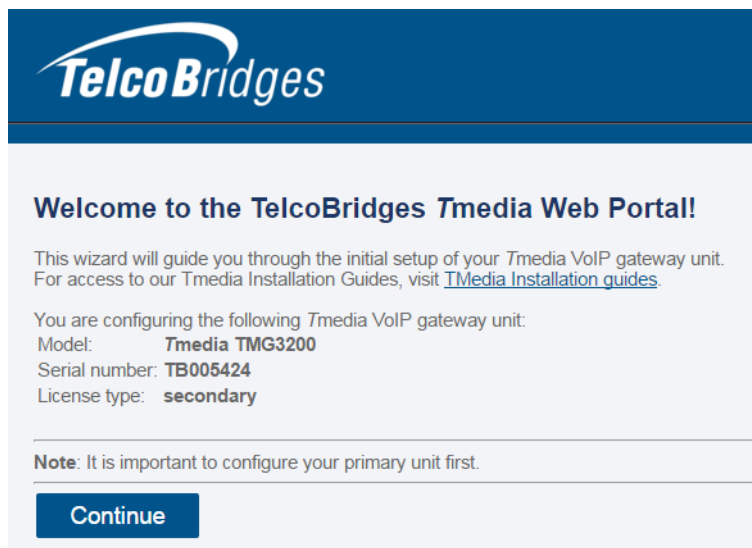 TelcoBridges
Welcome to the TelcoBridges Tmedia Web Portal!
This wizard will guide you through the initial setup of your Tmedia VoIP gateway unit.
For access to our Tmedia Installation Guides, visit TMedia Installation guides.
You are configuring the following Tmedia VoIP gateway unit:
Model: Tmedia TMG3200
Serial number: TB005424
License type: secondary
Note: It is important to configure your primary unit first.
Continue